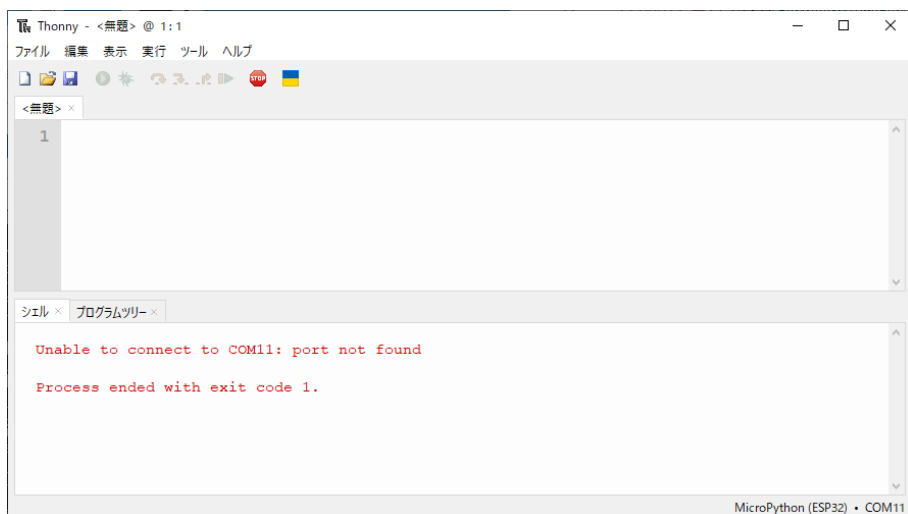 Thonny - <無題> @ 1:1
ファイル 編集 表示 実行 ツール ヘルプ
STOP
<無題> ×
1
シェル × プログラムツリー ×
Unable to connect to COM11: port not found
Process ended with exit code 1.
MicroPython (ESP32) • COM11